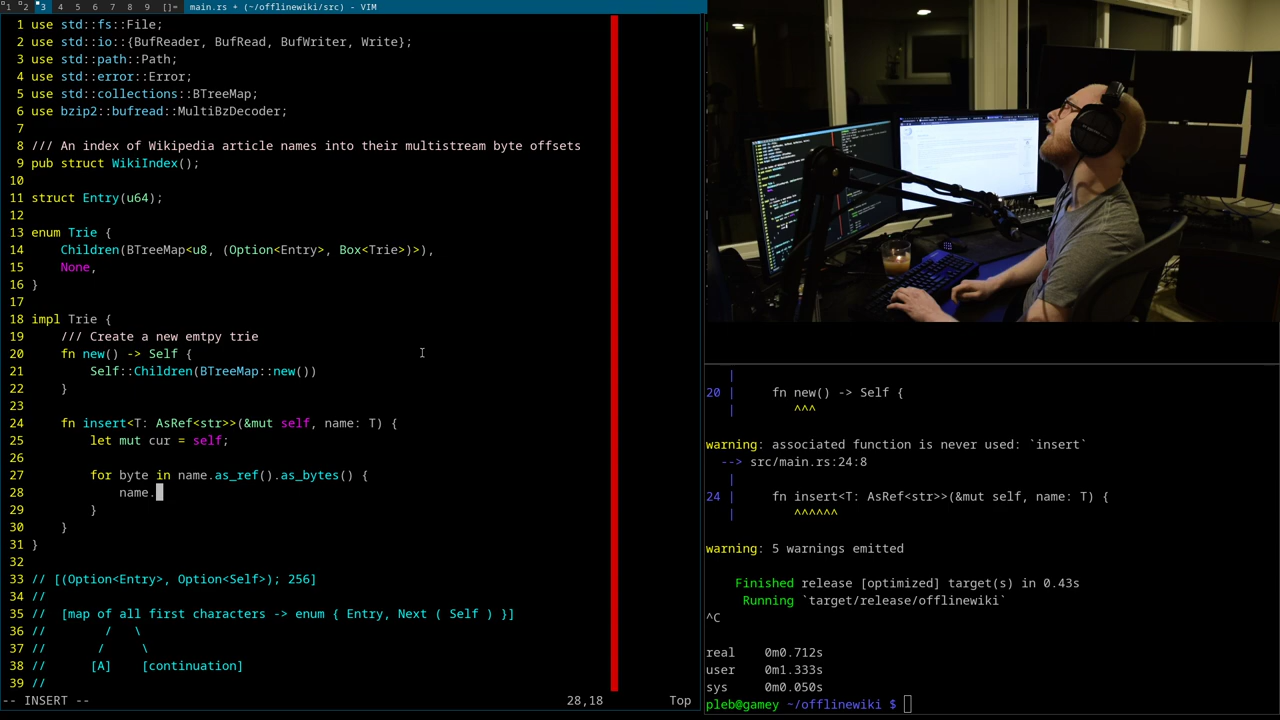 1 2 3 4 5 6 7 8 9 []= main.rs + (~/offlinewiki/src) - VIM
1 use std::fs::File;
2 use std::io::{BufReader, BufRead, BufWriter, Write};
3 use std::path::Path;
4 use std::error::Error;
5 use std::collections::BTreeMap;
6 use bzip2::bufread::MultiBzDecoder;
7
8 /// An index of Wikipedia article names into their multistream byte offsets
9 pub struct WikiIndex();
10
11 struct Entry(u64);
12
13 enum Trie {
14     Children(BTreeMap<u8, (Option<Entry>, Box<Trie>)>),
15     None,
16 }
17
18 impl Trie {
19     /// Create a new emtpy trie
20     fn new() -> Self {
21         Self::Children(BTreeMap::new())
22     }
23
24     fn insert<T: AsRef<str>>(&mut self, name: T) {
25         let mut cur = self;
26
27         for byte in name.as_ref().as_bytes() {
28             name.
29         }
30     }
31 }
32
33 // [(Option<Entry>, Option<Self>); 256]
34 //
35 //  [map of all first characters -> enum { Entry, Next ( Self ) }]
36 //        /   \
37 //       /     \
38 //      [A]    [continuation]
39 //
-- INSERT -- 28,18 Top
|
20 |     fn new() -> Self {
|        ^^^
warning: associated function is never used: `insert`
--> src/main.rs:24:8
|
24 |     fn insert<T: AsRef<str>>(&mut self, name: T) {
|        ^^^^^^
warning: 5 warnings emitted
Finished release [optimized] target(s) in 0.43s
Running `target/release/offlinewiki`
^C
real 0m0.712s
user 0m1.333s
sys 0m0.050s
pleb@gamey ~/offlinewiki $